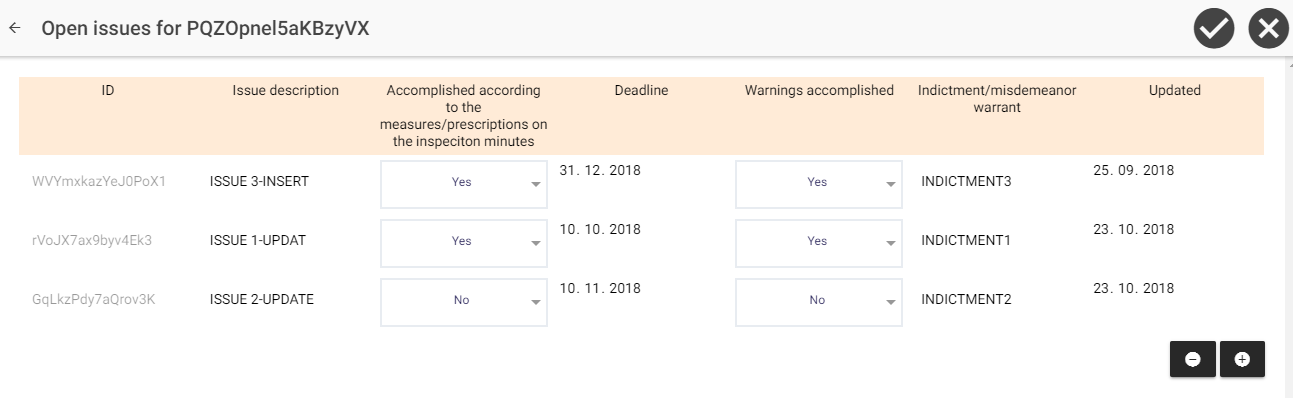 Open issues for PQZOpnel5aKBzyVX
ID Issue description Accomplished according to the measures/prescriptions on the inspeciton minutes Deadline Warnings accomplished Indictment/misdemeanor warrant Updated
WVYmxkazYeJ0PoX1 ISSUE 3-INSERT Yes 31. 12. 2018 Yes INDICTMENT3 25. 09. 2018
rVoJX7ax9byv4Ek3 ISSUE 1-UPDAT Yes 10. 10. 2018 Yes INDICTMENT1 23. 10. 2018
GqLkzPdy7aQrov3K ISSUE 2-UPDATE No 10. 11. 2018 No INDICTMENT2 23. 10. 2018